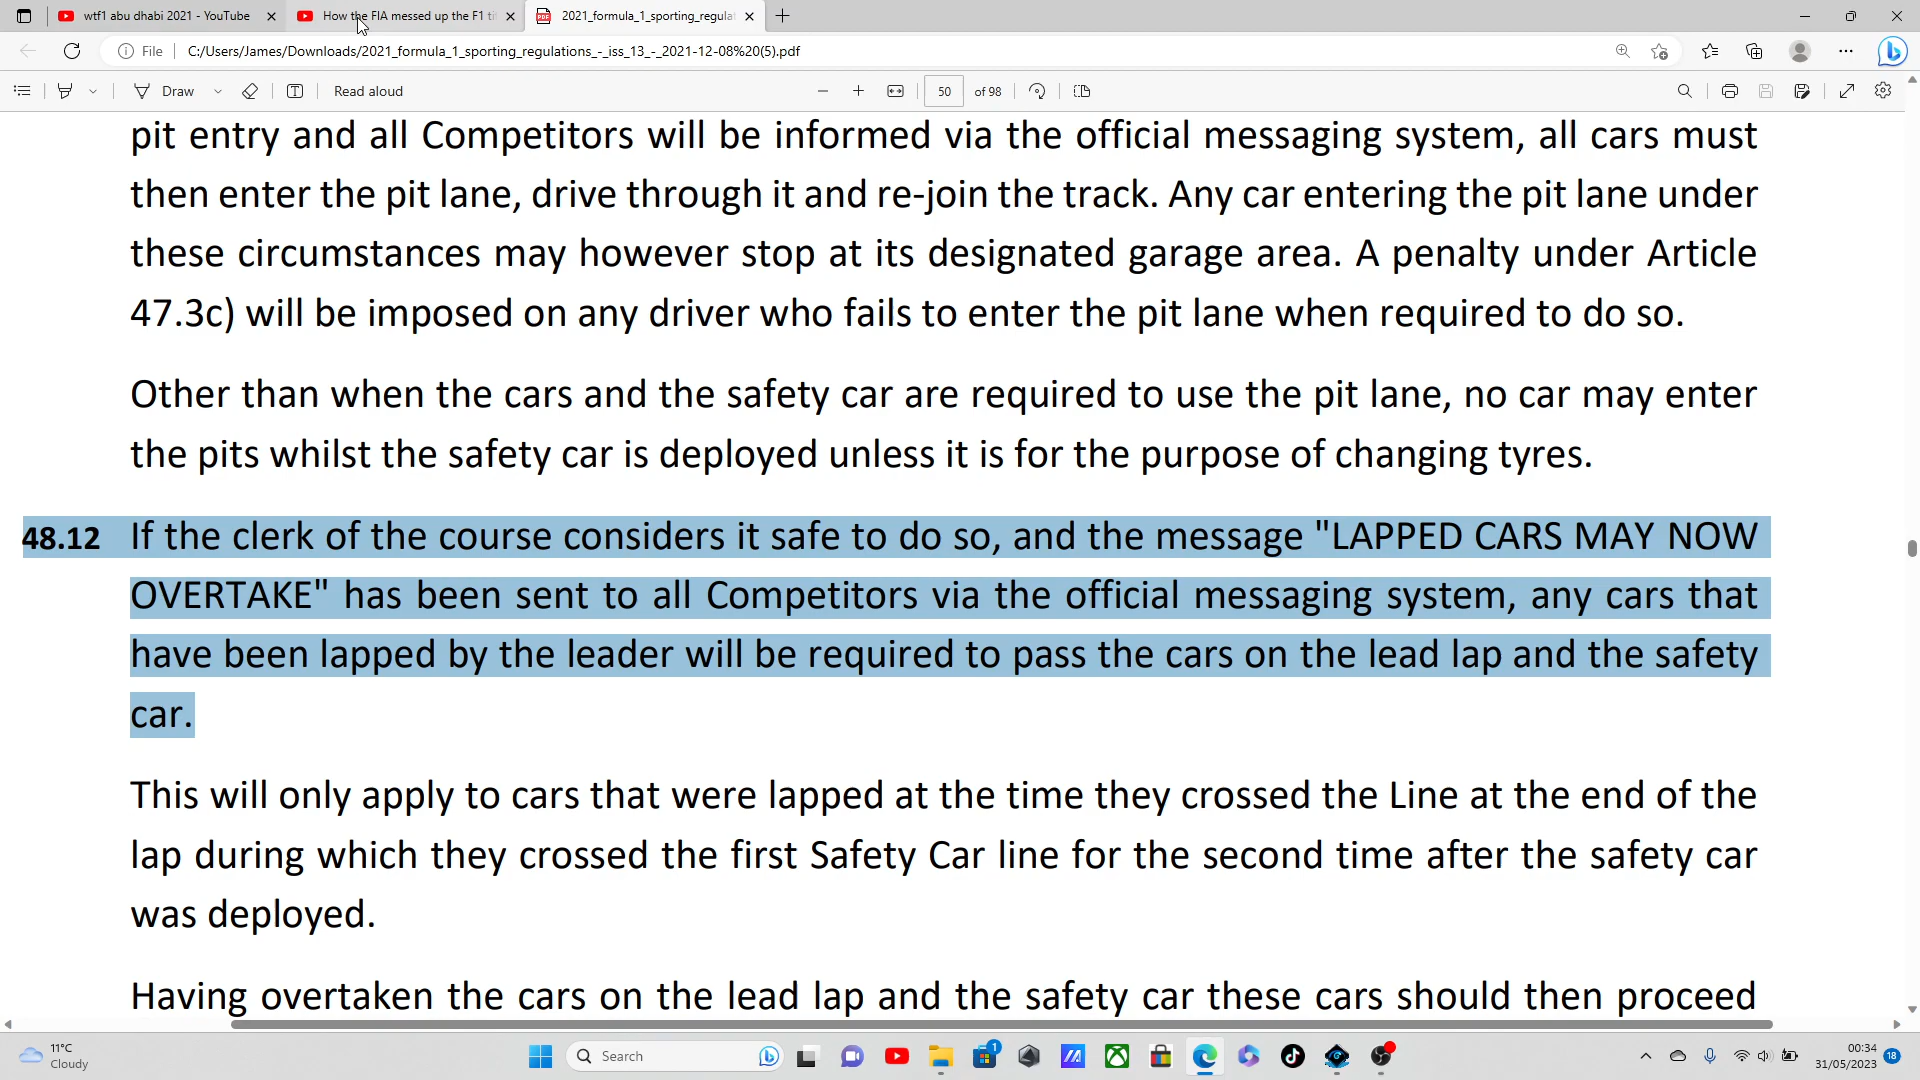 wtf1 abu dhabi 2021 - YouTube
How the FIA messed up the F1 ti
2021_formula_1_sporting_regulat
File
C:/Users/James/Downloads/2021_formula_1_sporting_regulations_-_iss_13_-_2021-12-08%20(5).pdf
Draw
Read aloud
50 of 98
pit entry and all Competitors will be informed via the official messaging system, all cars must
then enter the pit lane, drive through it and re-join the track. Any car entering the pit lane under
these circumstances may however stop at its designated garage area. A penalty under Article
47.3c) will be imposed on any driver who fails to enter the pit lane when required to do so.
Other than when the cars and the safety car are required to use the pit lane, no car may enter
the pits whilst the safety car is deployed unless it is for the purpose of changing tyres.
48.12 If the clerk of the course considers it safe to do so, and the message "LAPPED CARS MAY NOW
OVERTAKE" has been sent to all Competitors via the official messaging system, any cars that
have been lapped by the leader will be required to pass the cars on the lead lap and the safety
car.
This will only apply to cars that were lapped at the time they crossed the Line at the end of the
lap during which they crossed the first Safety Car line for the second time after the safety car
was deployed.
Having overtaken the cars on the lead lap and the safety car these cars should then proceed
11°C
Cloudy
Search
1
00:34
31/05/2023
18